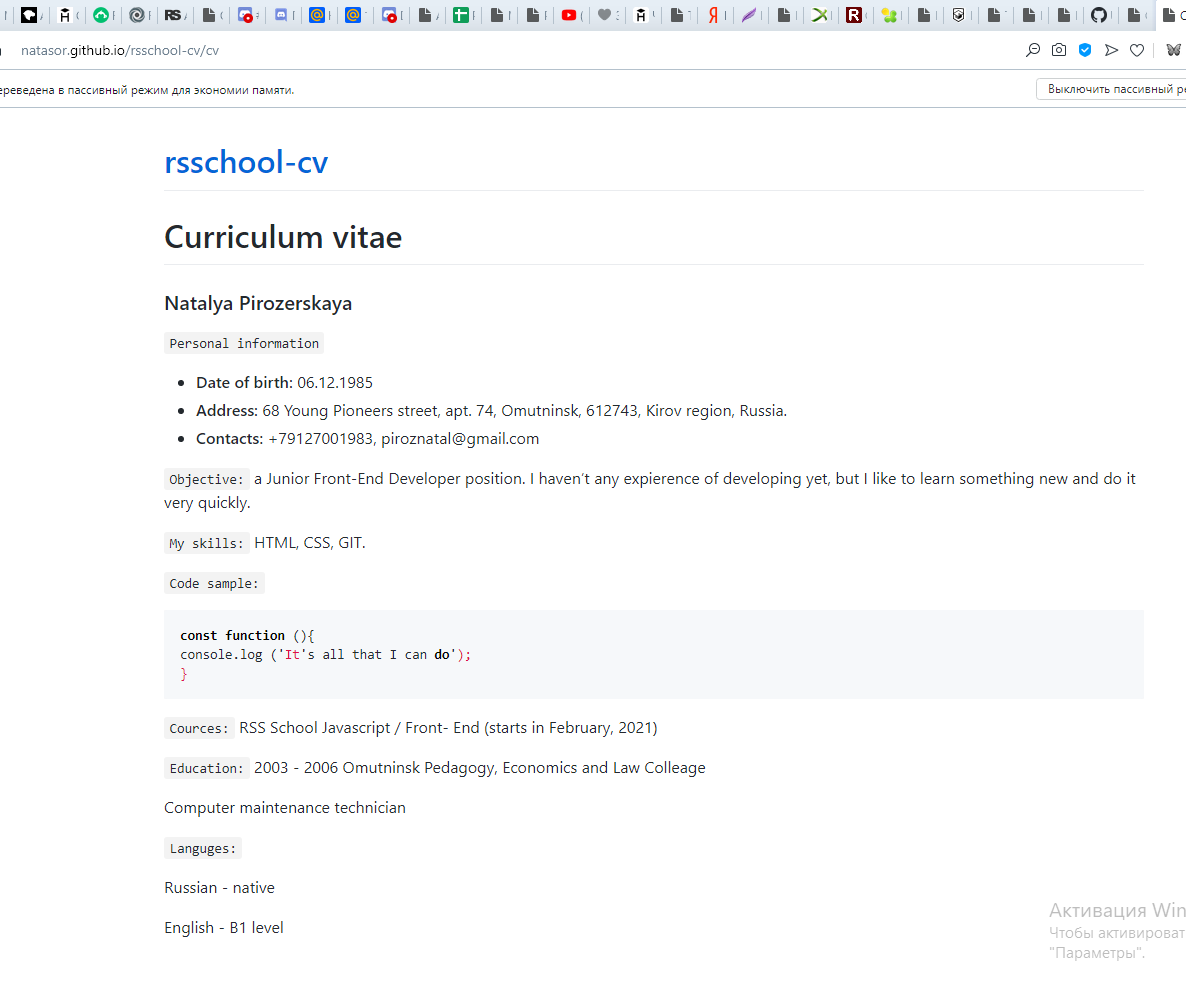 natasor.github.io/rsschool-cv/cv
ереведена в пассивный режим для экономии памяти.
Выключить пассивный ре
rsschool-cv
Curriculum vitae
Natalya Pirozerskaya
Personal information
Date of birth: 06.12.1985
Address: 68 Young Pioneers street, apt. 74, Omutninsk, 612743, Kirov region, Russia.
Contacts: +79127001983, piroznatal@gmail.com
Objective: a Junior Front-End Developer position. I haven’t any expierence of developing yet, but I like to learn something new and do it
very quickly.
My skills: HTML, CSS, GIT.
Code sample:
const function (){
console.log ('It's all that I can do');
}
Cources: RSS School Javascript / Front- End (starts in February, 2021)
Education: 2003 - 2006 Omutninsk Pedagogy, Economics and Law Colleage
Computer maintenance technician
Languges:
Russian - native
English - B1 level
Активация Win
Чтобы активироват
"Параметры".